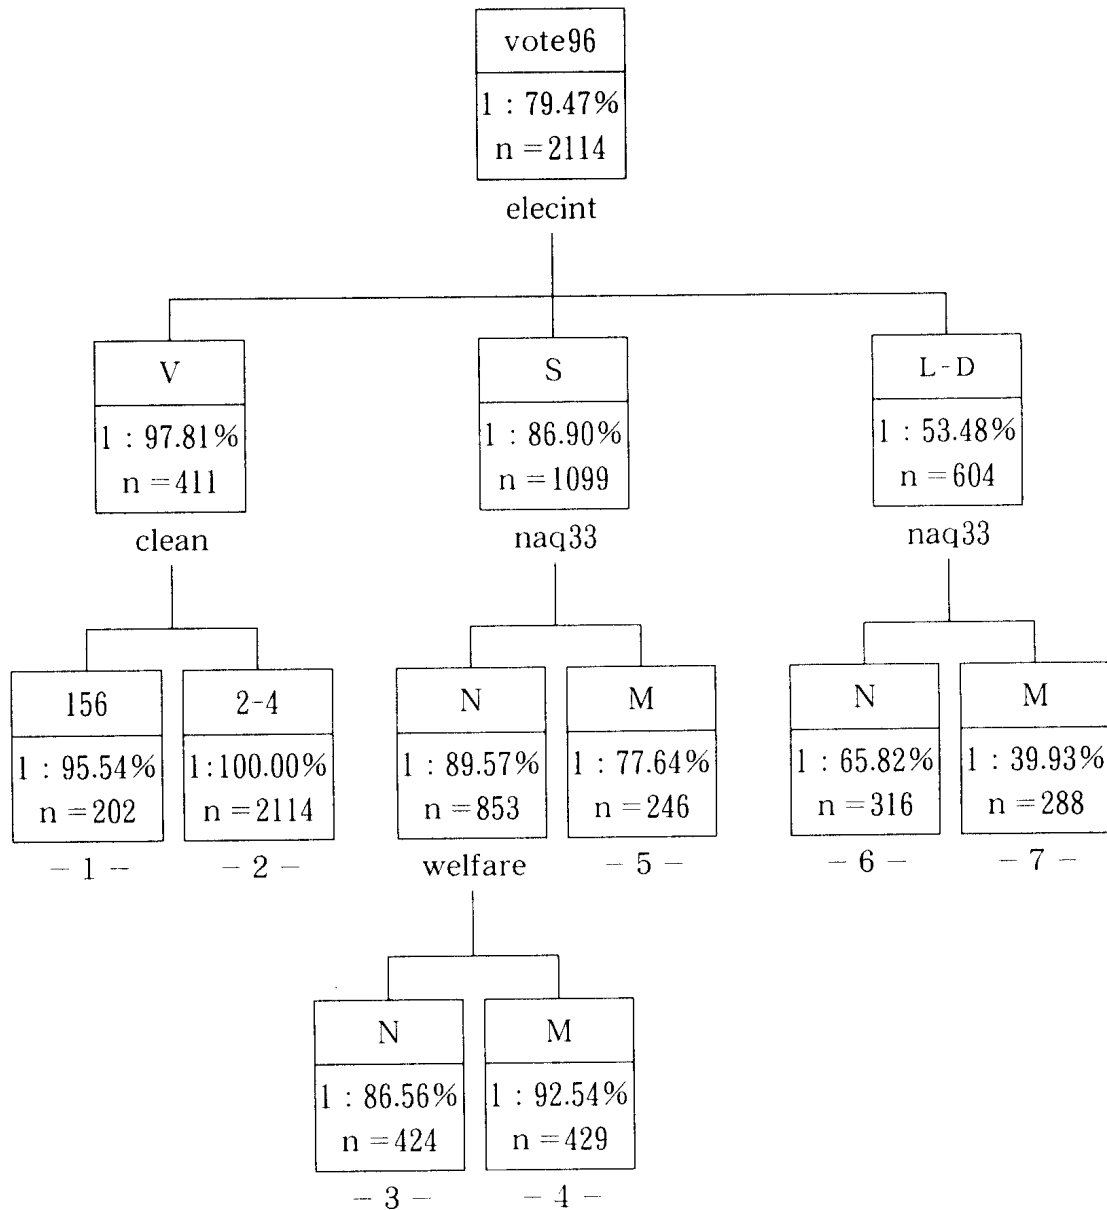 vote96
1 : 79.47%
n = 2114
elecint
V
1 : 97.81%
n = 411
clean
S
1 : 86.90%
n = 1099
naq33
L - D
1 : 53.48%
n = 604
naq33
156
1 : 95.54%
n = 202
– 1 –
2-4
1:100.00%
n = 2114
– 2 –
N
1 : 89.57%
n = 853
welfare
M
1 : 77.64%
n = 246
– 5 –
N
1 : 65.82%
n = 316
– 6 –
M
1 : 39.93%
n = 288
– 7 –
N
1 : 86.56%
n = 424
– 3 –
M
1 : 92.54%
n = 429
– 4 –